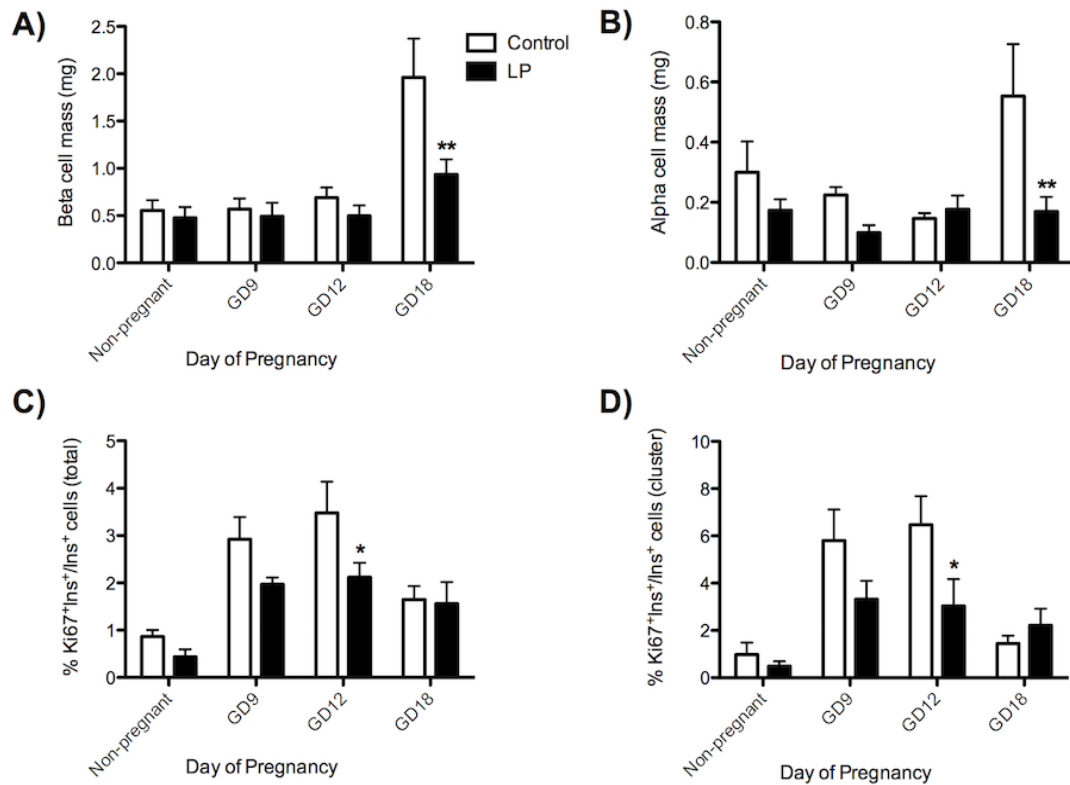 A)
Beta cell mass (mg)
2.5
2.0
1.5
1.0
0.5
0.0
**
Control
LP
Non-pregnant
GD9
GD12
GD18
Day of Pregnancy
B)
Alpha cell mass (mg)
0.8
0.6
0.4
0.2
0.0
**
Non-pregnant
GD9
GD12
GD18
Day of Pregnancy
C)
% Ki67⁺Ins⁺/Ins⁺ cells (total)
5
4
3
2
1
0
*
Non-pregnant
GD9
GD12
GD18
Day of Pregnancy
D)
% Ki67⁺Ins⁺/Ins⁺ cells (cluster)
10
8
6
4
2
0
*
Non-pregnant
GD9
GD12
GD18
Day of Pregnancy